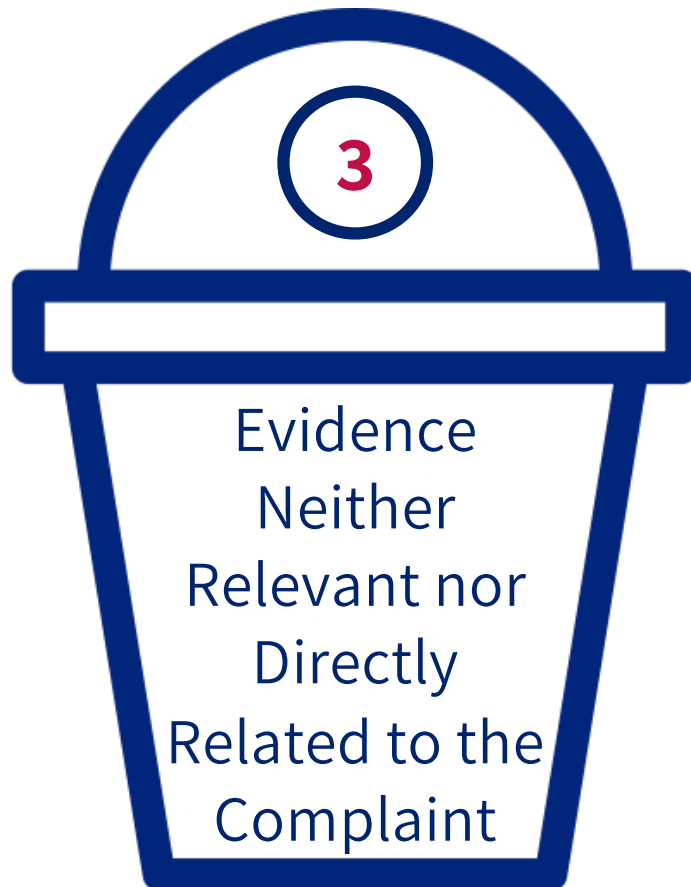 3
Evidence
Neither
Relevant nor
Directly
Related to the
Complaint